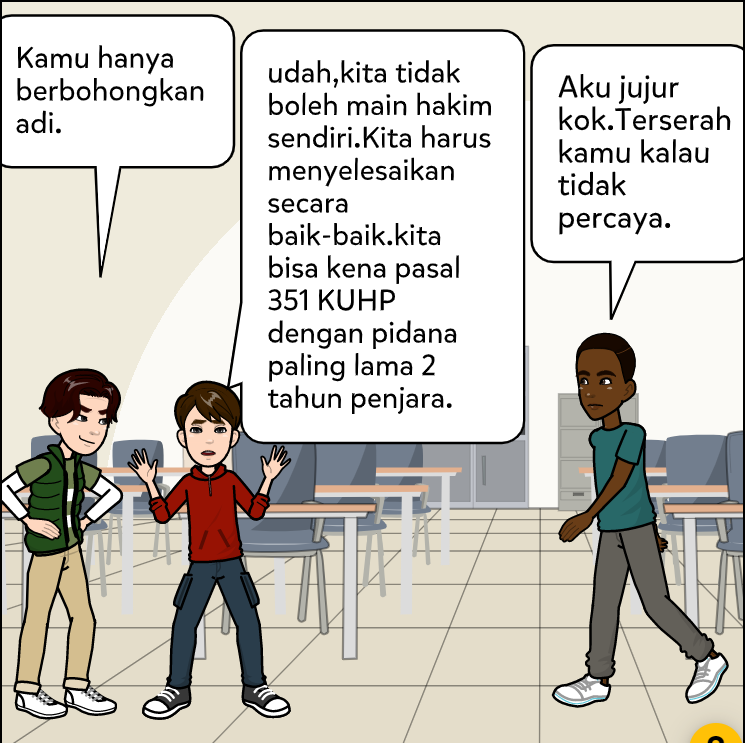 Kamu hanya
berbohongkan
adi.
udah,kita tidak
boleh main hakim
sendiri.Kita harus
menyelesaikan
secara
baik-baik.kita
bisa kena pasal
351 KUHP
dengan pidana
paling lama 2
tahun penjara.
Aku jujur
kok.Terserah
kamu kalau
tidak
percaya.